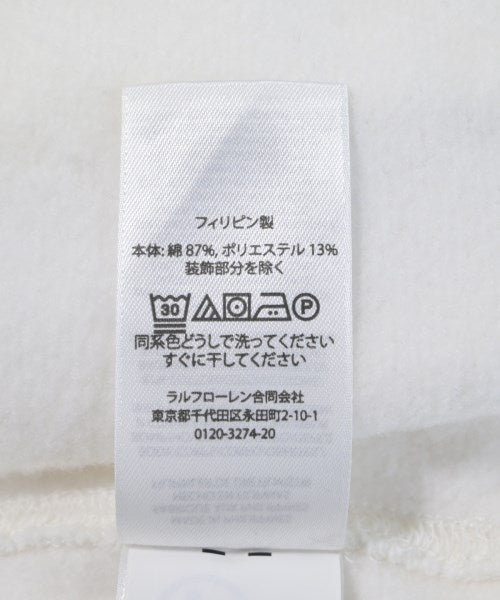 フィリピン製
本体: 綿 87%, ポリエステル 13%
装飾部分を除く
30 P
同系色どうしで洗ってください
すぐに干してください
ラルフローレン合同会社
東京都千代田区永田町2-10-1
0120-3274-20